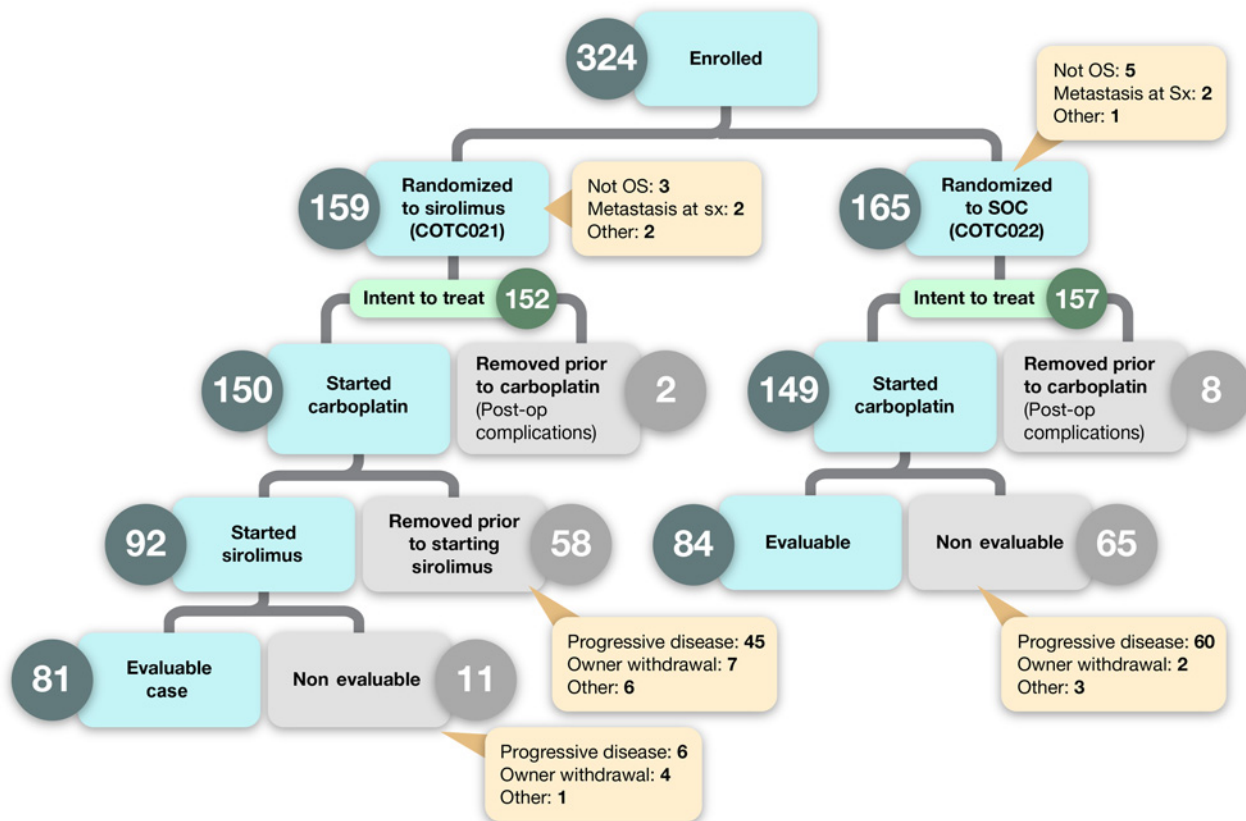 324
Enrolled
Not OS: 5
Metastasis at Sx: 2
Other: 1
159
Randomized
to sirolimus
(COTC021)
Not OS: 3
Metastasis at sx: 2
Other: 2
165
Randomized
to SOC
(COTC022)
Intent to treat
152
Intent to treat
157
150
Started
carboplatin
Removed prior
to carboplatin
(Post-op
complications)
2
149
Started
carboplatin
Removed prior
to carboplatin
(Post-op
complications)
8
92
Started
sirolimus
Removed prior
to starting
sirolimus
58
84
Evaluable
Non evaluable
65
Progressive disease: 45
Owner withdrawal: 7
Other: 6
Progressive disease: 60
Owner withdrawal: 2
Other: 3
81
Evaluable
case
Non evaluable
11
Progressive disease: 6
Owner withdrawal: 4
Other: 1